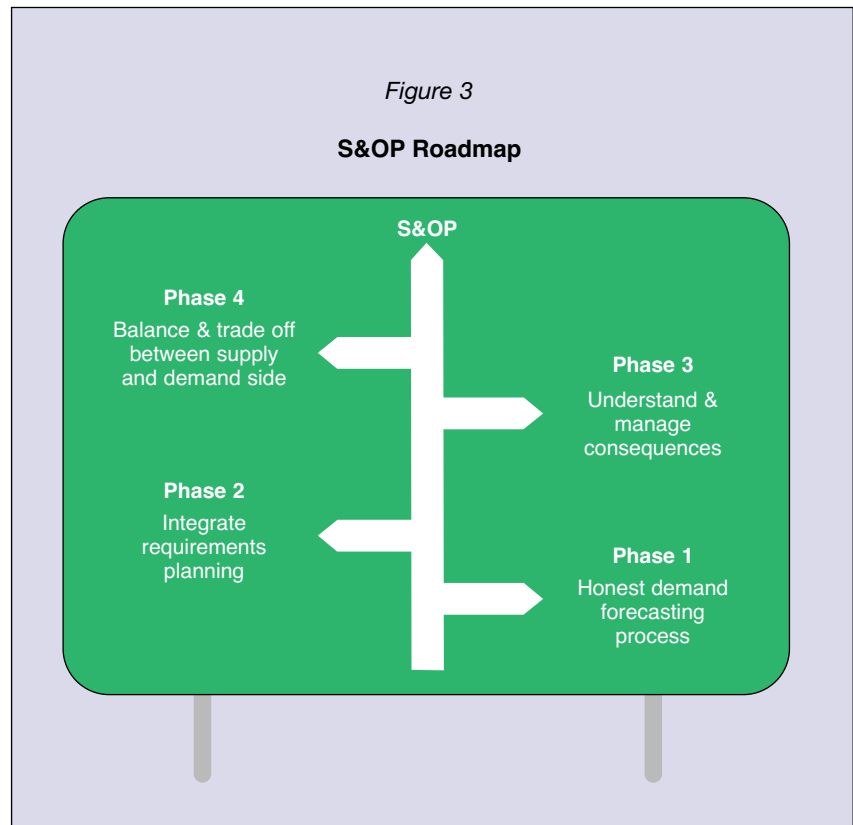 Figure 3
S&OP Roadmap
S&OP
Phase 4
Balance & trade off
between supply
and demand side
Phase 3
Understand &
manage
consequences
Phase 2
Integrate
requirements
planning
Phase 1
Honest demand
forecasting
process